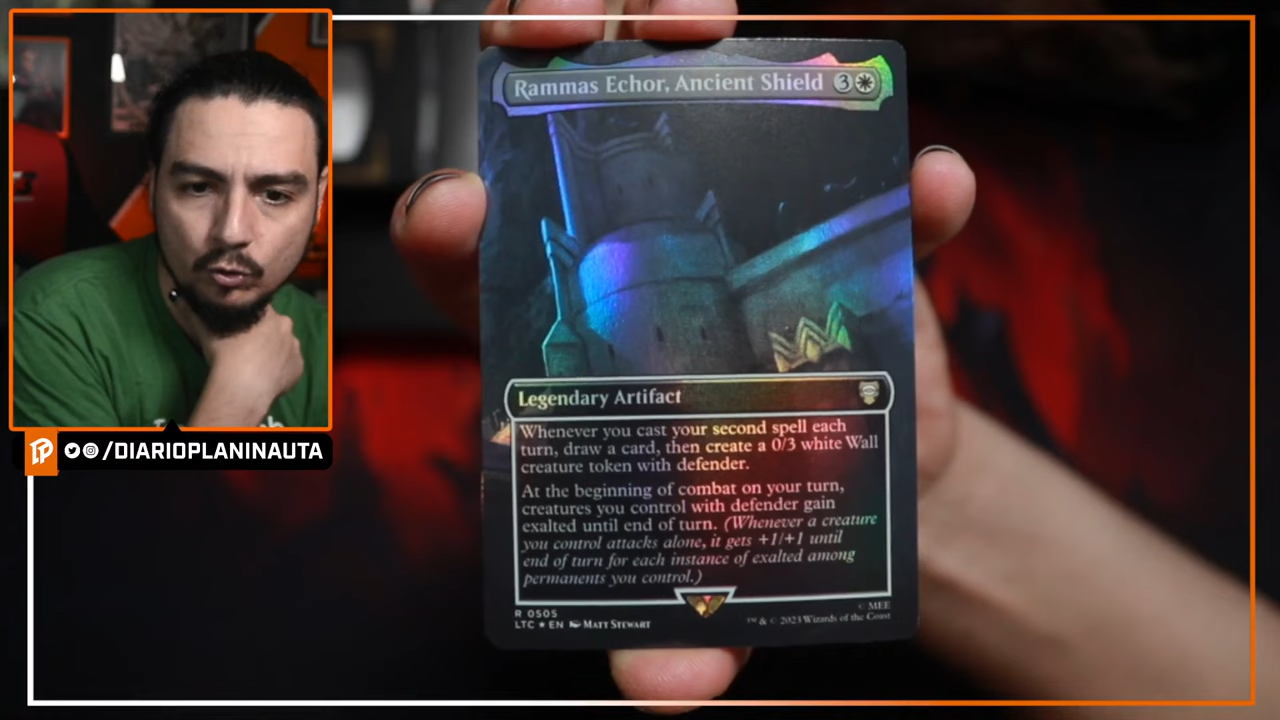 Rammas Echor, Ancient Shield 3
Legendary Artifact
Whenever you cast your second spell each
turn, draw a card, then create a 0/3 white Wall
creature token with defender.
At the beginning of combat on your turn,
creatures you control with defender gain
exalted until end of turn. (Whenever a creature
you control attacks alone, it gets +1/+1 until
end of turn for each instance of exalted among
permanents you control.)
R 0505
LTC ★ EN MATT STEWART
© MEE
™ & © 2023 Wizards of the Coast
/DIARIOPLANINAUTA